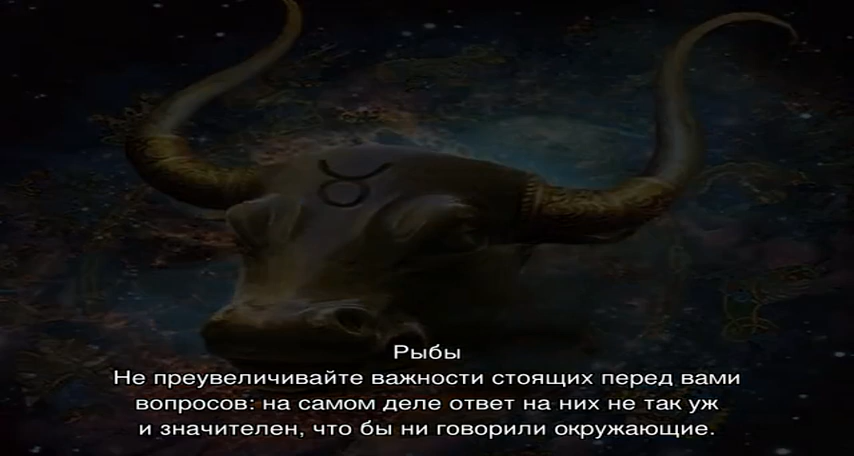 Рыбы
Не преувеличивайте важности стоящих перед вами
вопросов: на самом деле ответ на них не так уж
и значителен, что бы ни говорили окружающие.